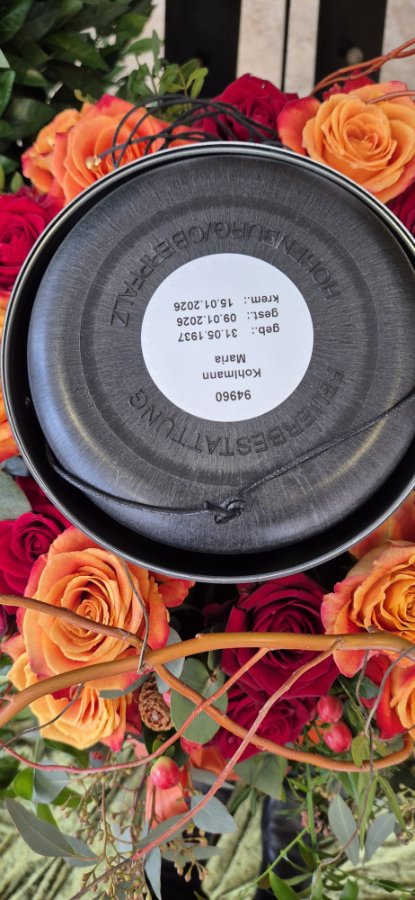 FEUERBESTATTUNG
94960
Kohlmann
Maria
geb.: 31.05.1937
gest.: 09.01.2026
krem.: 15.01.2026
HOHENBURG/OBERPFALZ